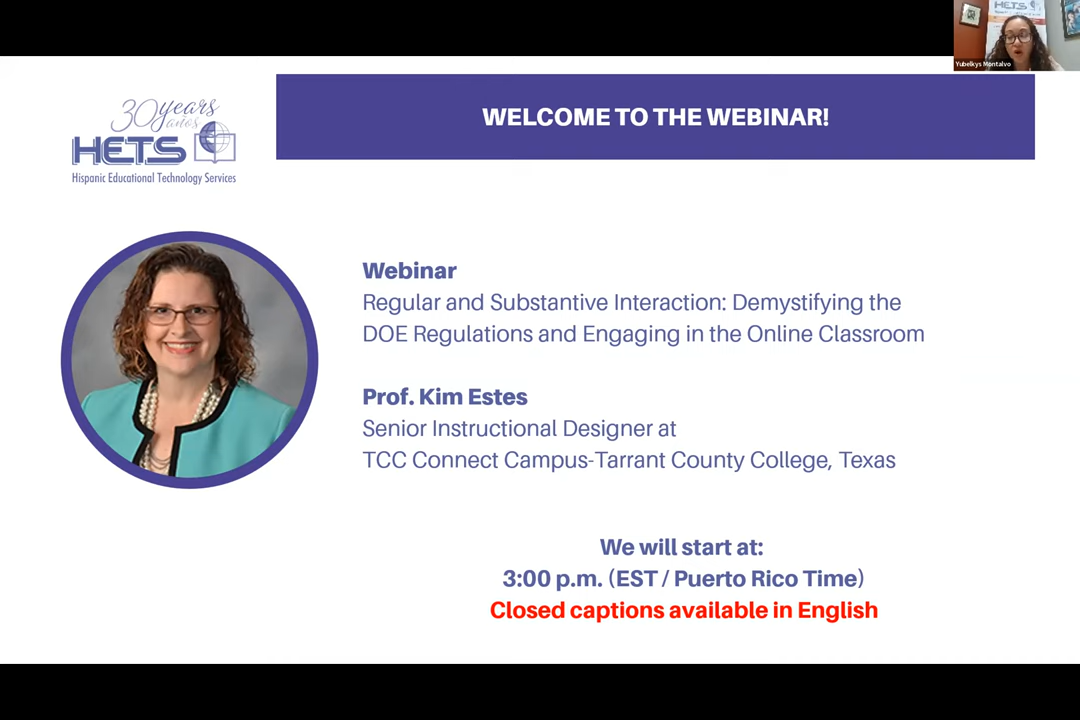 HETS
Yubelkys Montalvo
30 years
años
HETS
Hispanic Educational Technology Services
WELCOME TO THE WEBINAR!
Webinar
Regular and Substantive Interaction: Demystifying the
DOE Regulations and Engaging in the Online Classroom
Prof. Kim Estes
Senior Instructional Designer at
TCC Connect Campus-Tarrant County College, Texas
We will start at:
3:00 p.m. (EST / Puerto Rico Time)
Closed captions available in English